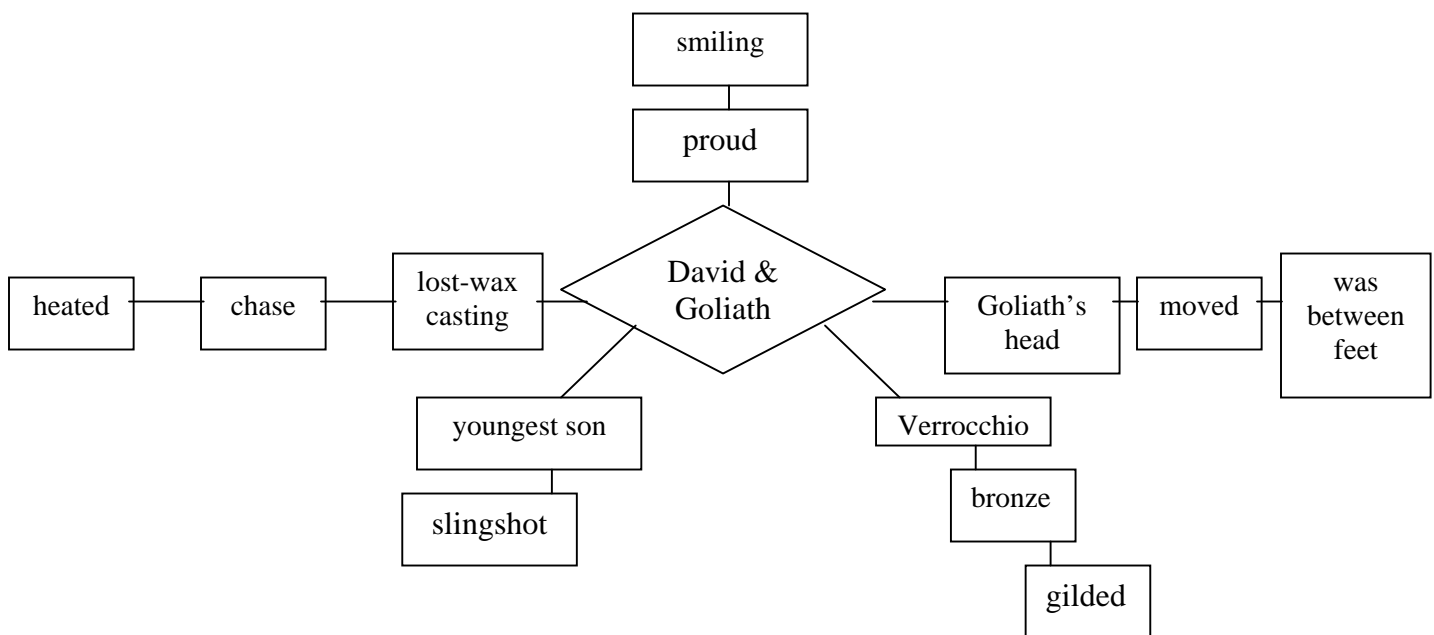 smiling
proud
David &
Goliath
heated
chase
lost-wax
casting
Goliath’s
head
moved
was
between
feet
youngest son
slingshot
Verrocchio
bronze
gilded